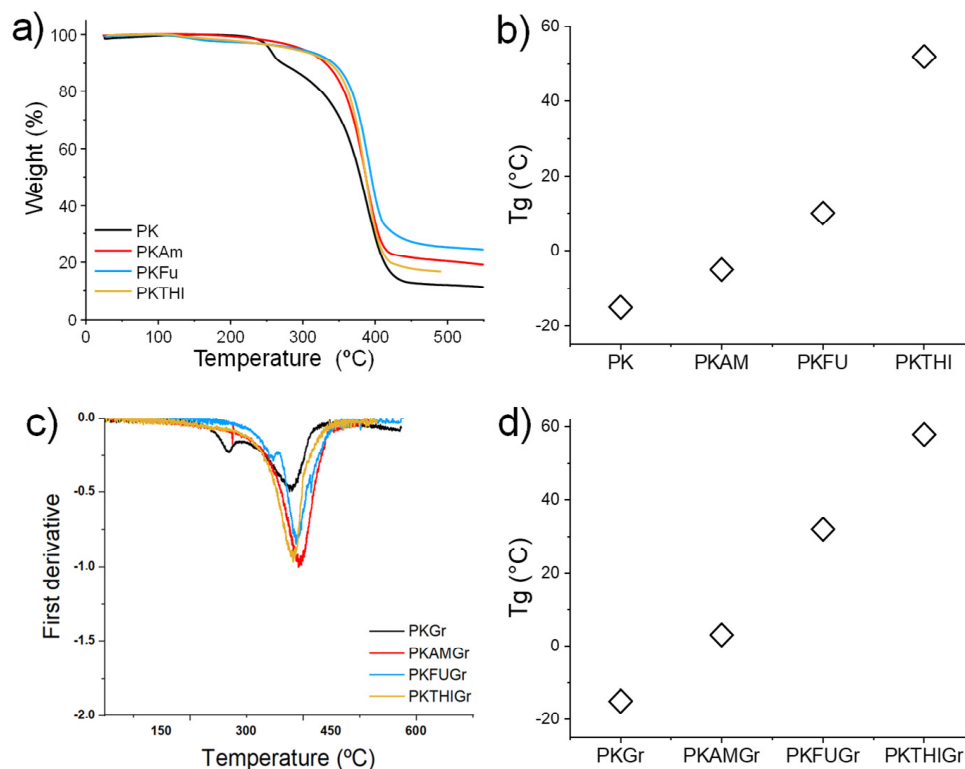 a)
100
80
60
40
20
0
Weight (%)
PK
PKAm
PKFu
PKTHI
0 100 200 300 400 500
Temperature (ºC)
b)
60
40
20
0
-20
Tg (°C)
PK PKAM PKFU PKTHI
c)
0.0
-0.5
-1.0
-1.5
-2.0
First derivative
PKGr
PKAMGr
PKFUGr
PKTHIGr
150 300 450 600
Temperature (ºC)
d)
60
40
20
0
-20
Tg (°C)
PKGr PKAMGr PKFUGr PKTHIGr